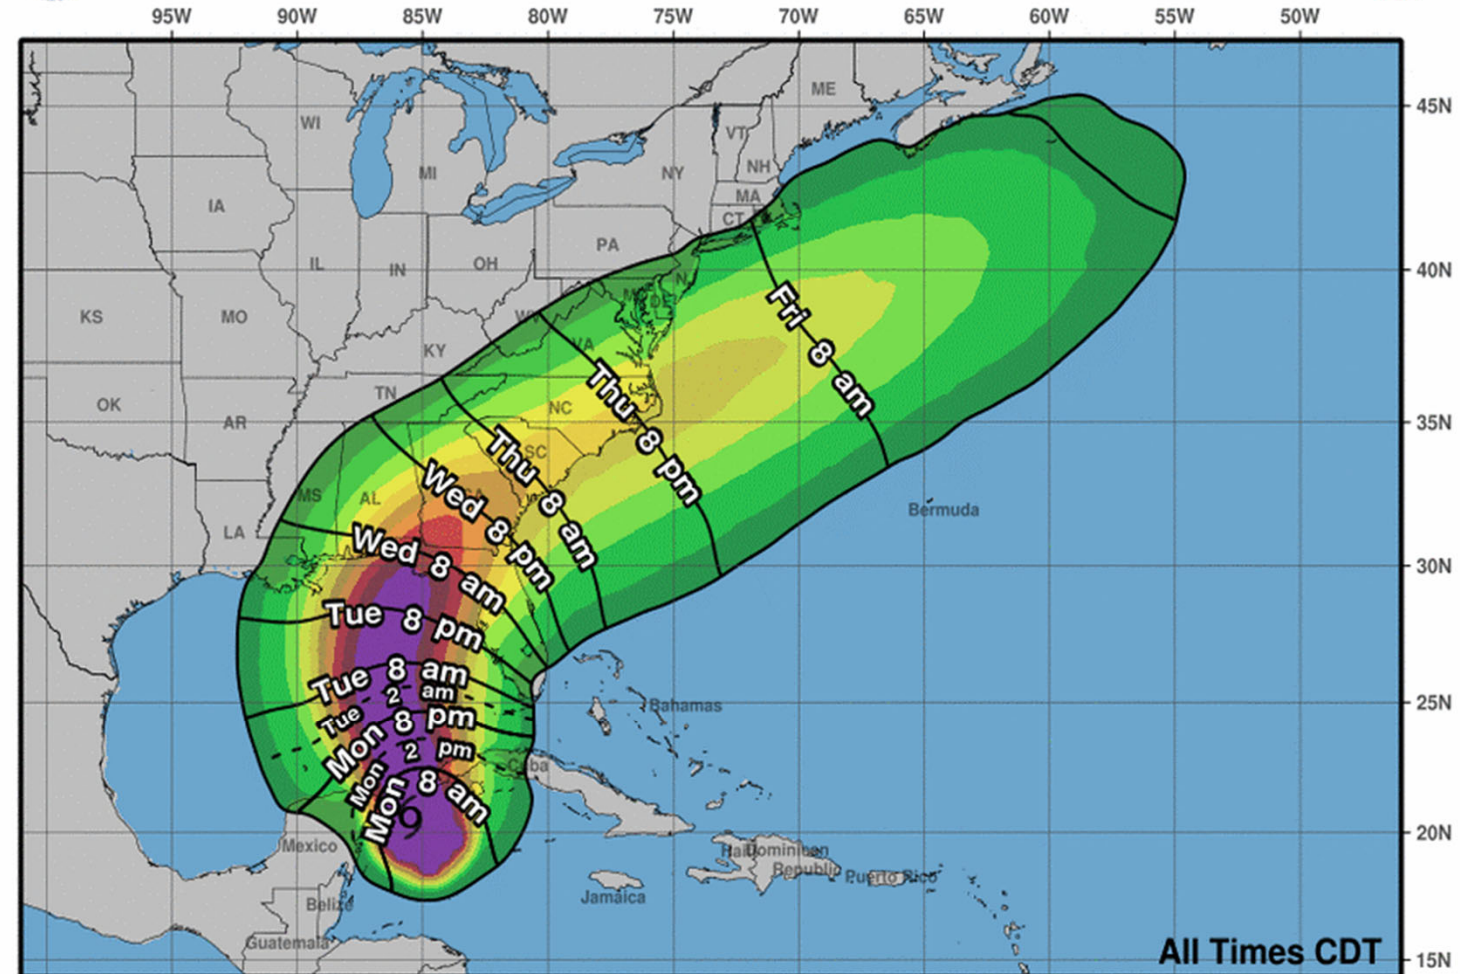 95W 90W 85W 80W 75W 70W 65W 60W 55W 50W
ME
45N
WI
VT
NH
MI
NY
MA
IA
CT
PA
IL
IN
OH
40N
NJ
DE
KS
MO
WV
VA
KY
Fri 8 am
TN
OK
NC
AR
35N
Thu 8 pm
SC
MS
AL
Thu 8 am
Bermuda
LA
Wed 8 pm
Wed 8 am
30N
Tue 8 pm
Tue 8 am
25N
Bahamas
Tue 2 am
Mon 8 pm
Mon 2 pm
Cuba
Mon 8 am
20N
Mexico
Haiti
Dominican
Republic
Puerto Rico
Jamaica
Belize
Guatemala
All Times CDT
15N